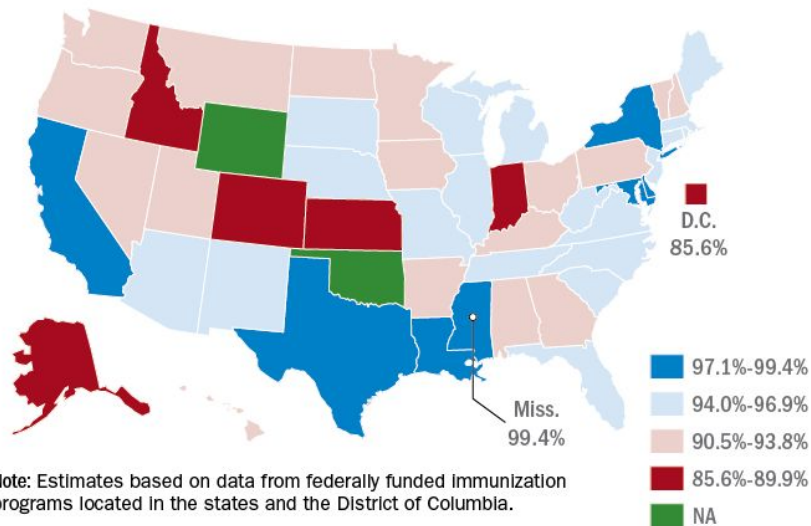 D.C.
85.6%
97.1%-99.4%
94.0%-96.9%
90.5%-93.8%
85.6%-89.9%
NA
Miss.
99.4%
Note: Estimates based on data from federally funded immunization
programs located in the states and the District of Columbia.